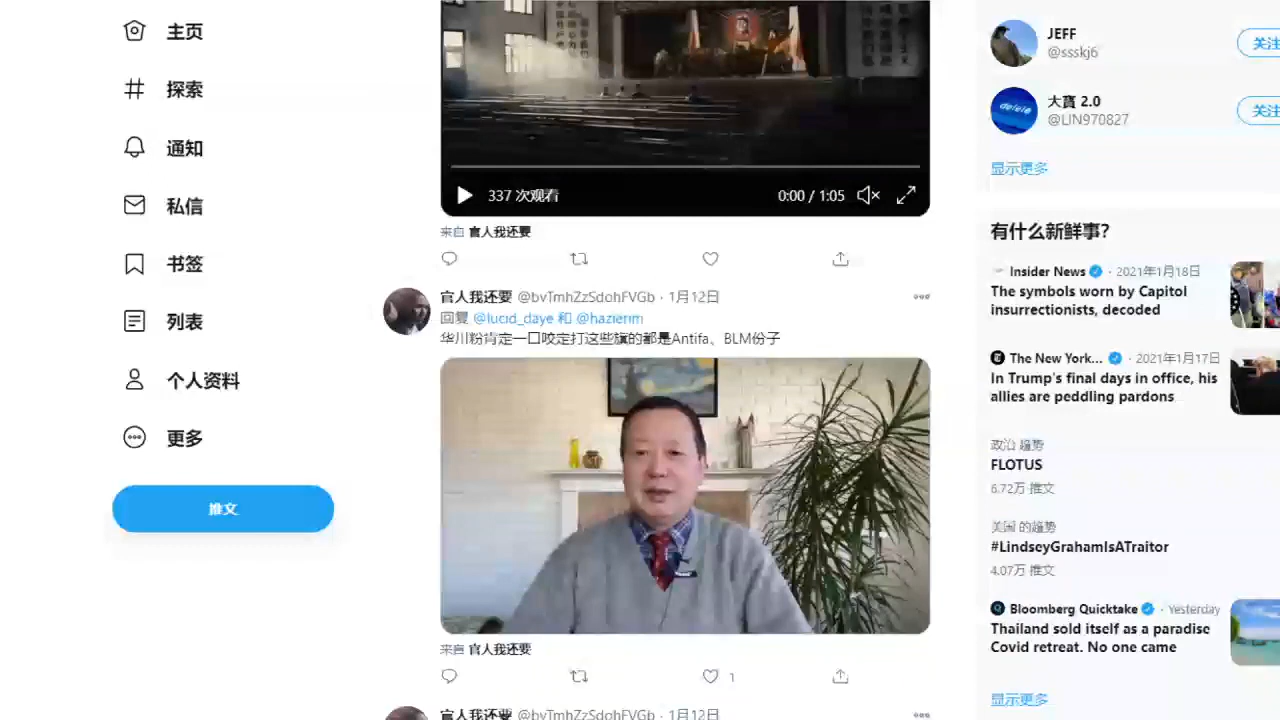 主页
探索
通知
私信
书签
列表
个人资料
更多
推文
337 次观看
0:00 / 1:05
来自 官人我还要
官人我还要 @bvTmhZzSdohFVGb · 1月12日
回复 @lucid_daye 和 @hazierim
华川粉肯定一口咬定打这些旗的都是Antifa、BLM份子
来自 官人我还要
1
官人我还要 @bvTmhZzSdohFVGb · 1月12日
JEFF
@ssskj6
关注
大寶 2.0
@LIN970827
关注
显示更多
有什么新鲜事?
Insider News · 2021年1月18日
The symbols worn by Capitol
insurrectionists, decoded
The New York... · 2021年1月17日
In Trump's final days in office, his
allies are peddling pardons
政治 趋势
FLOTUS
6.72万 推文
美国 的趋势
#LindseyGrahamIsATraitor
4.07万 推文
Bloomberg Quicktake · Yesterday
Thailand sold itself as a paradise
Covid retreat. No one came
显示更多